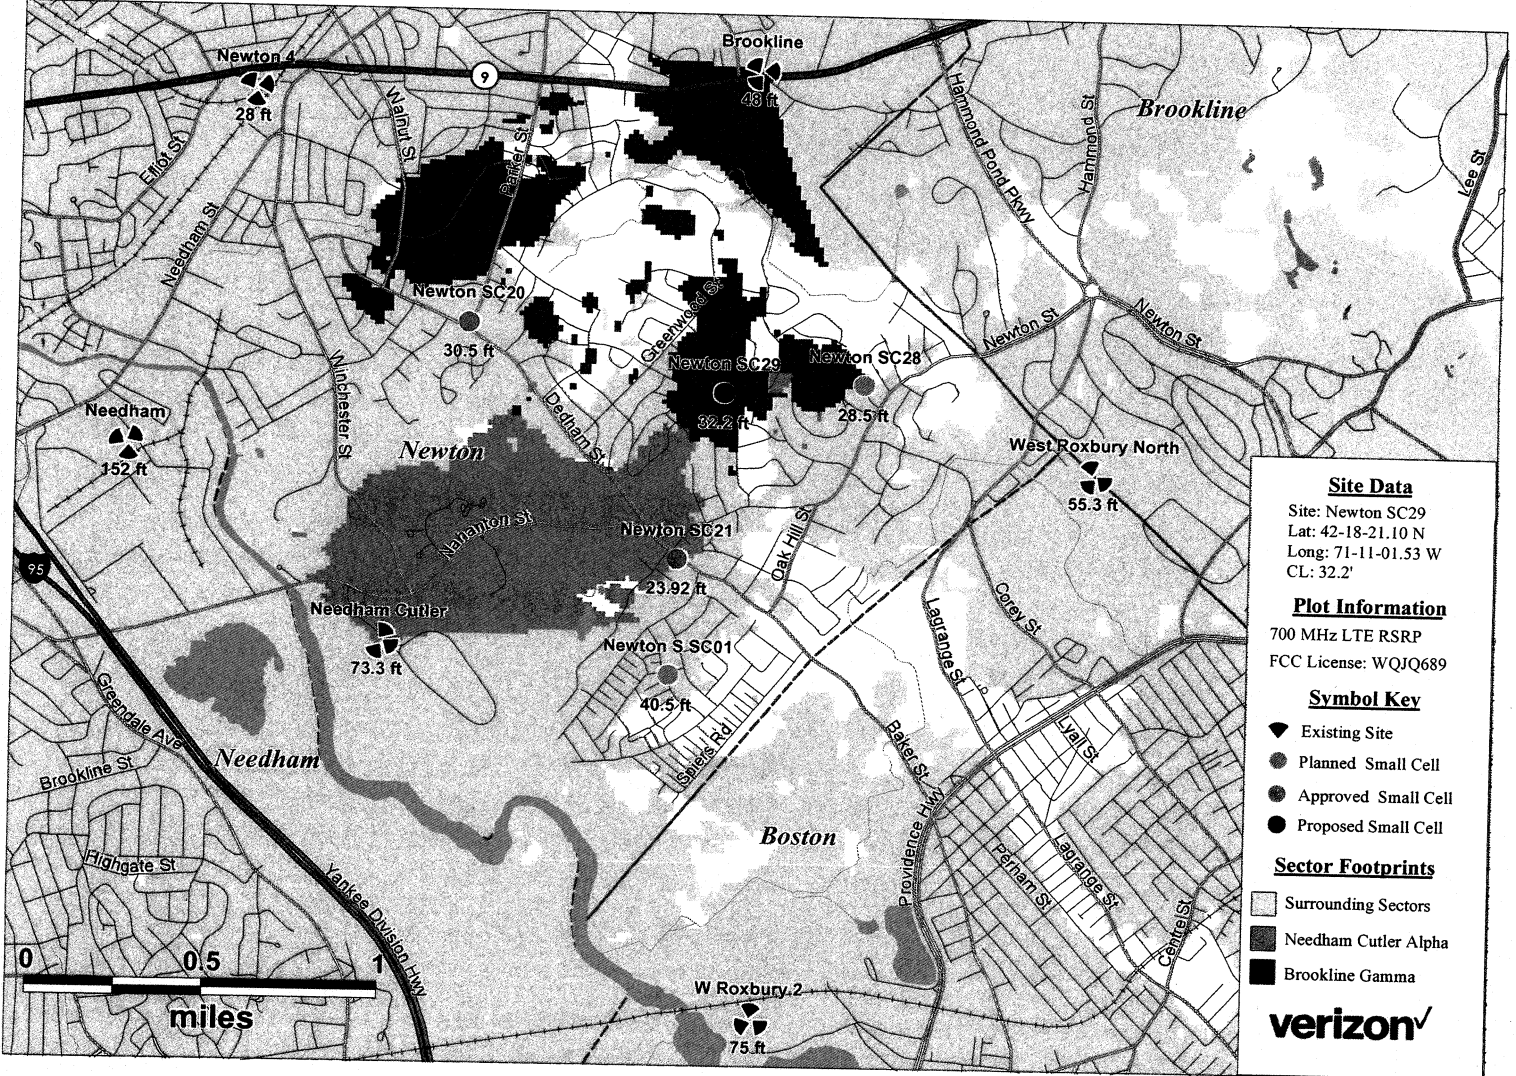 Brookline
48 ft
Newton 4
28 ft
9
Walnut St
Parker St
Elliot St
Needham St
Hammond Pond Pkwy
Hammond St
Brookline
Lee St
Newton SC20
30.5 ft
Greenwood St
Newton St
Newton St
Newton SC29
32.2 ft
Newton SC28
28.5 ft
Winchester St
Dedham St
Needham
152 ft
Newton
West Roxbury North
55.3 ft
Nahanton St
Newton SC21
23.92 ft
Oak Hill St
95
Needham Cutler
73.3 ft
Newton S.SC01
40.5 ft
Lagrange St
Corey St
Greendale Ave
Needham
Brookline St
Spiers Rd
Baker St
Lyall St
Providence Hwy
Boston
Highgate St
Yankee Division Hwy
Perham St
Lagrange St
Centre St
W Roxbury 2
75 ft
0 0.5 1
miles
Site Data
Site: Newton SC29
Lat: 42-18-21.10 N
Long: 71-11-01.53 W
CL: 32.2'
Plot Information
700 MHz LTE RSRP
FCC License: WQJQ689
Symbol Key
Existing Site
Planned Small Cell
Approved Small Cell
Proposed Small Cell
Sector Footprints
Surrounding Sectors
Needham Cutler Alpha
Brookline Gamma
verizon✓